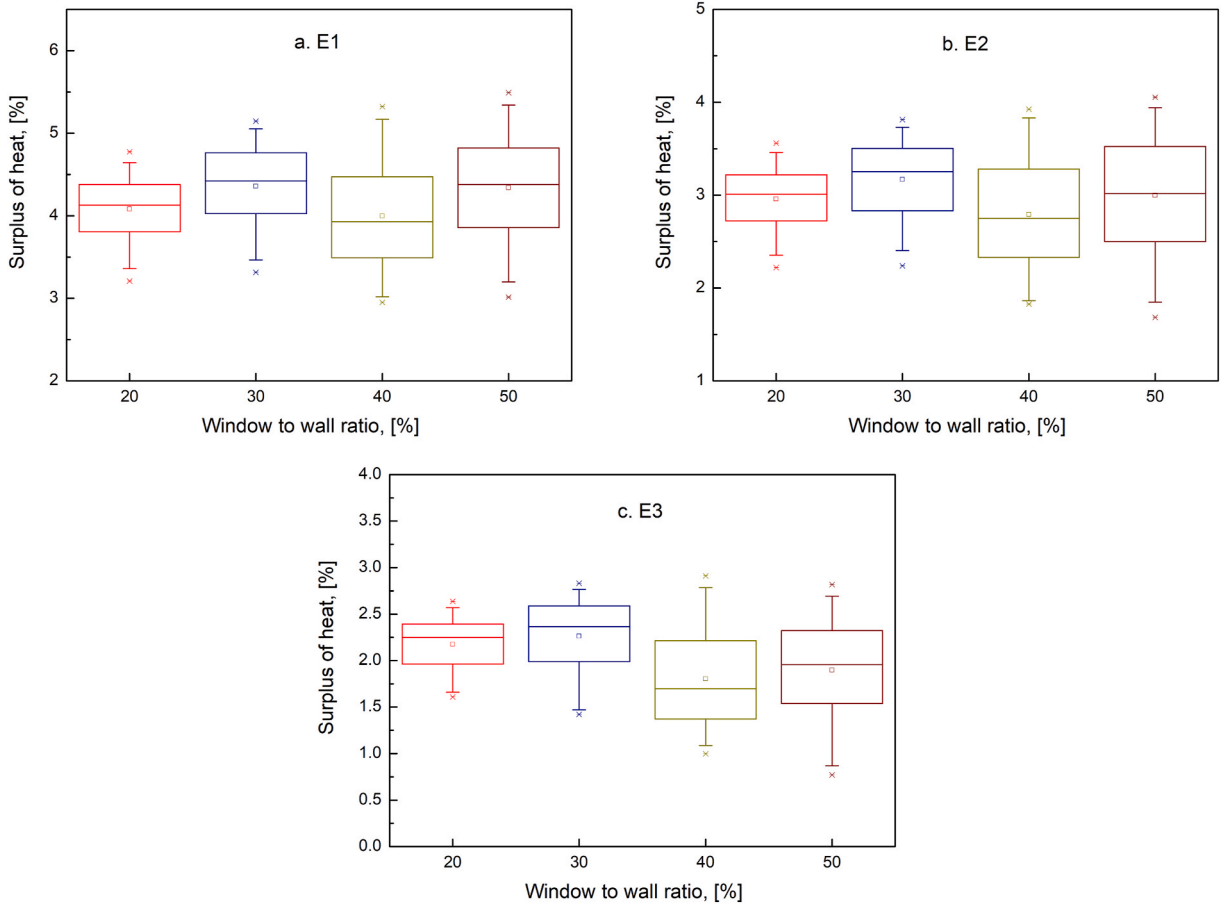 a. E1
Surplus of heat, [%]
6
5
4
3
2
20 30 40 50
Window to wall ratio, [%]
b. E2
Surplus of heat, [%]
5
4
3
2
1
20 30 40 50
Window to wall ratio, [%]
c. E3
Surplus of heat, [%]
4.0
3.5
3.0
2.5
2.0
1.5
1.0
0.5
0.0
20 30 40 50
Window to wall ratio, [%]